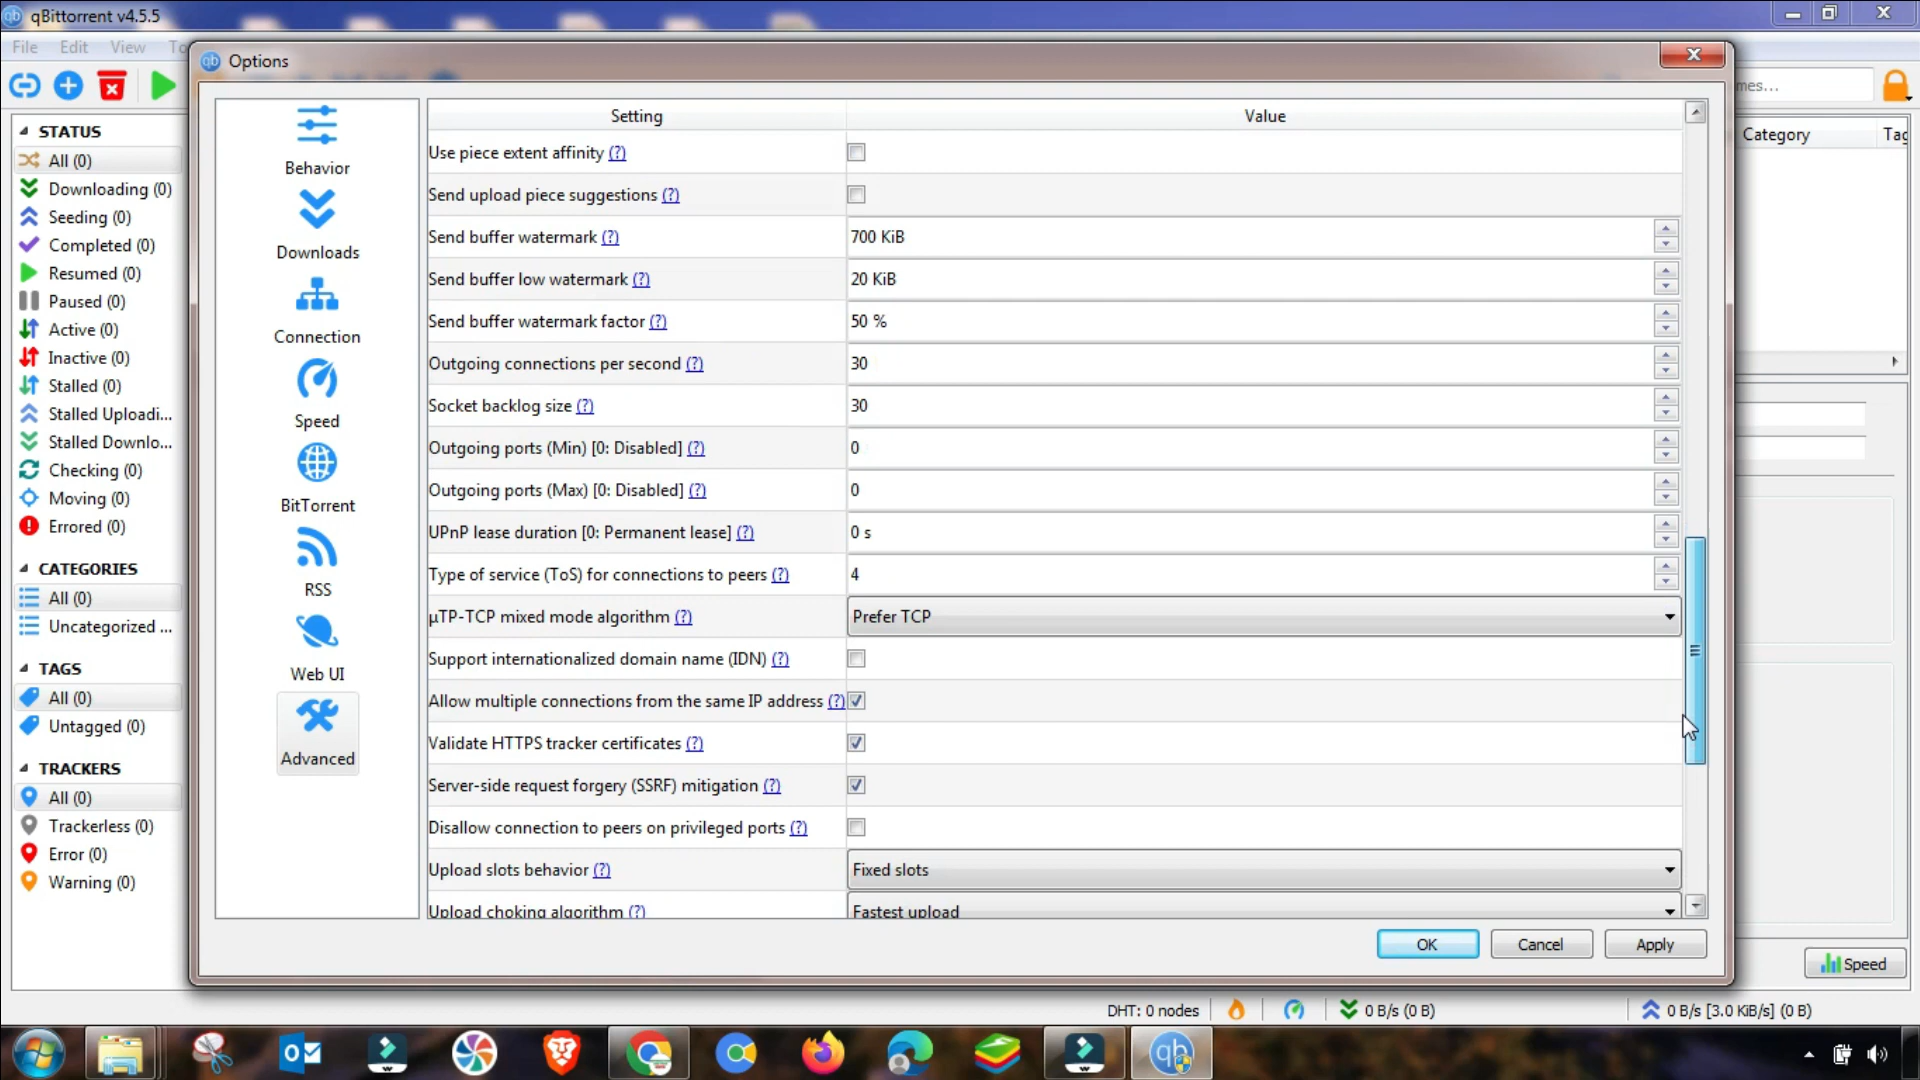 qBittorrent v4.5.5
File Edit View To
Options
mes...
STATUS
All (0)
Downloading (0)
Seeding (0)
Completed (0)
Resumed (0)
Paused (0)
Active (0)
Inactive (0)
Stalled (0)
Stalled Uploadi...
Stalled Downlo...
Checking (0)
Moving (0)
Errored (0)
CATEGORIES
All (0)
Uncategorized ...
TAGS
All (0)
Untagged (0)
TRACKERS
All (0)
Trackerless (0)
Error (0)
Warning (0)
Behavior
Downloads
Connection
Speed
BitTorrent
RSS
Web UI
Advanced
Setting Value
Use piece extent affinity (?)
Send upload piece suggestions (?)
Send buffer watermark (?) 700 KiB
Send buffer low watermark (?) 20 KiB
Send buffer watermark factor (?) 50 %
Outgoing connections per second (?) 30
Socket backlog size (?) 30
Outgoing ports (Min) [0: Disabled] (?) 0
Outgoing ports (Max) [0: Disabled] (?) 0
UPnP lease duration [0: Permanent lease] (?) 0 s
Type of service (ToS) for connections to peers (?) 4
µTP-TCP mixed mode algorithm (?) Prefer TCP
Support internationalized domain name (IDN) (?)
Allow multiple connections from the same IP address (?)
Validate HTTPS tracker certificates (?)
Server-side request forgery (SSRF) mitigation (?)
Disallow connection to peers on privileged ports (?)
Upload slots behavior (?) Fixed slots
Upload choking algorithm (?) Fastest upload
OK Cancel Apply
Category Tag
Speed
DHT: 0 nodes 0 B/s (0 B) 0 B/s [3.0 KiB/s] (0 B)